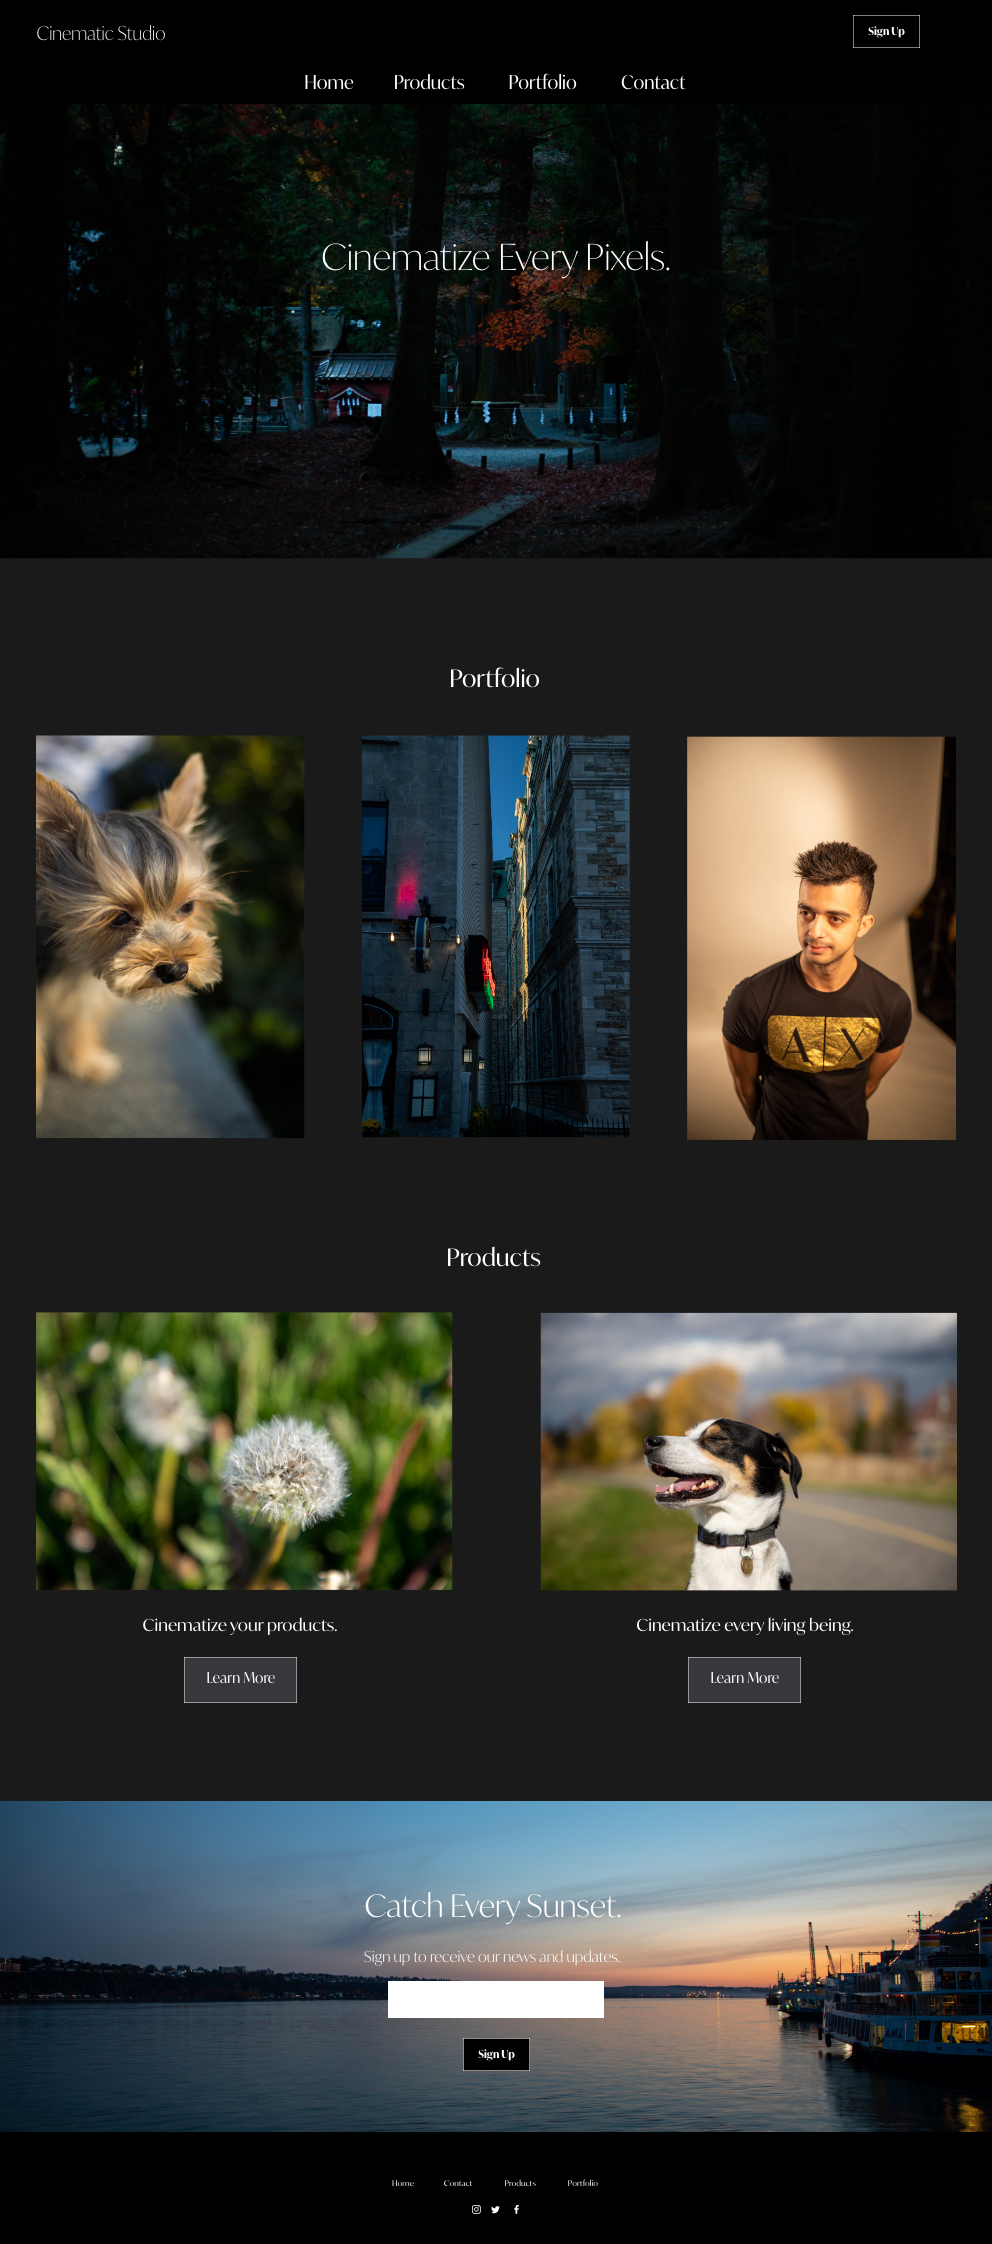 Cinematic Studio
Sign Up
Home Products Portfolio Contact
Cinematize Every Pixels.
Portfolio
A|X
Products
Cinematize your products.
Cinematize every living being.
Learn More
Learn More
Catch Every Sunset.
Sign up to receive our news and updates.
Sign Up
Home Contact Products Portfolio